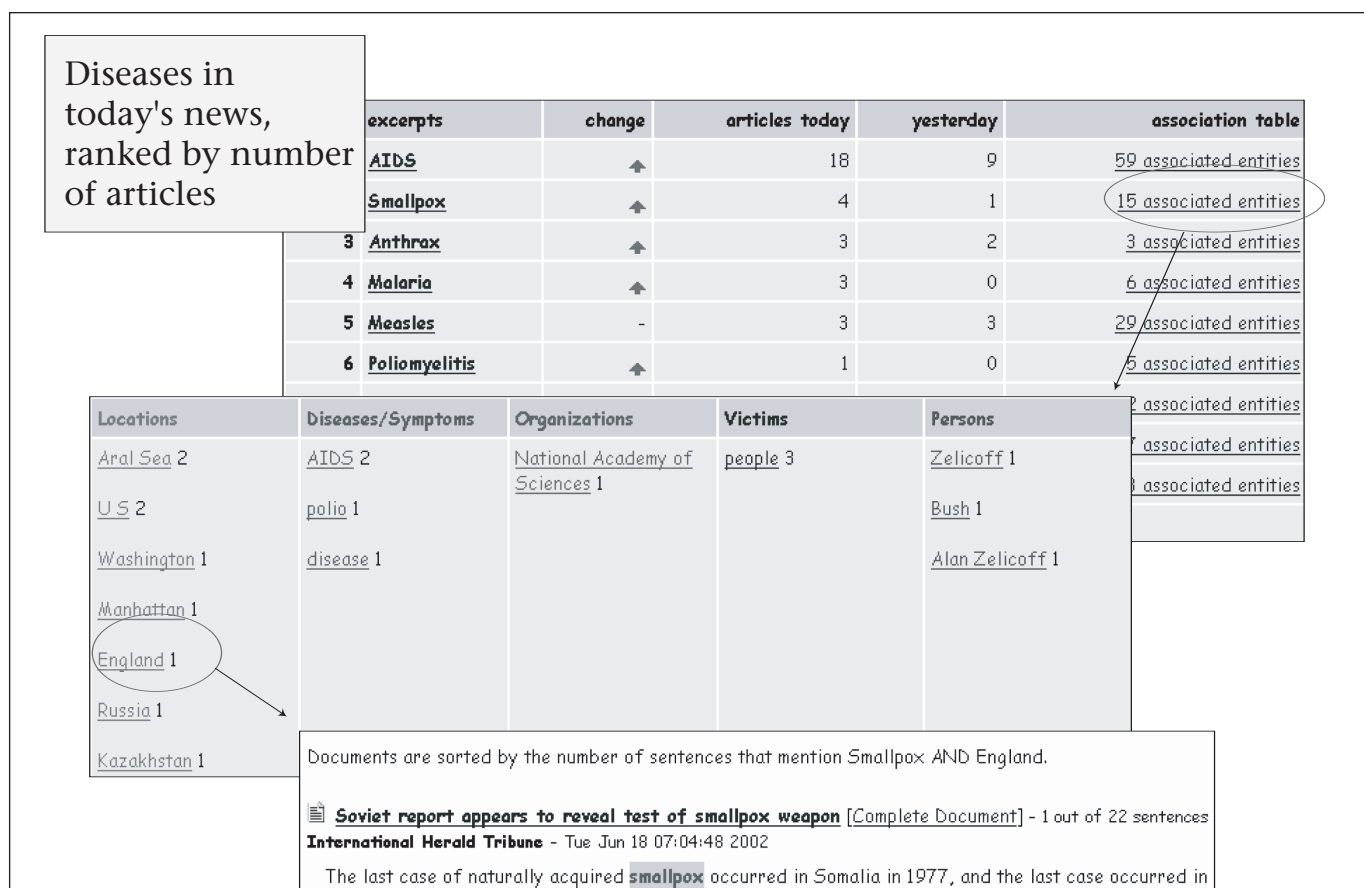 Diseases in
today's news,
ranked by number
of articles
excerpts change articles today yesterday association table
AIDS 18 9 59 associated entities
Smallpox 4 1 15 associated entities
3 Anthrax 3 2 3 associated entities
4 Malaria 3 0 6 associated entities
5 Measles - 3 3 29 associated entities
6 Poliomyelitis 1 0 5 associated entities
associated entities
associated entities
associated entities
Locations Diseases/Symptoms Organizations Victims Persons
Aral Sea 2 AIDS 2 National Academy of people 3 Zelicoff 1
Sciences 1
U S 2 polio 1 Bush 1
Washington 1 disease 1 Alan Zelicoff 1
Manhattan 1
England 1
Russia 1
Kazakhstan 1
Documents are sorted by the number of sentences that mention Smallpox AND England.
Soviet report appears to reveal test of smallpox weapon [Complete Document] - 1 out of 22 sentences
International Herald Tribune - Tue Jun 18 07:04:48 2002
The last case of naturally acquired smallpox occurred in Somalia in 1977, and the last case occurred in